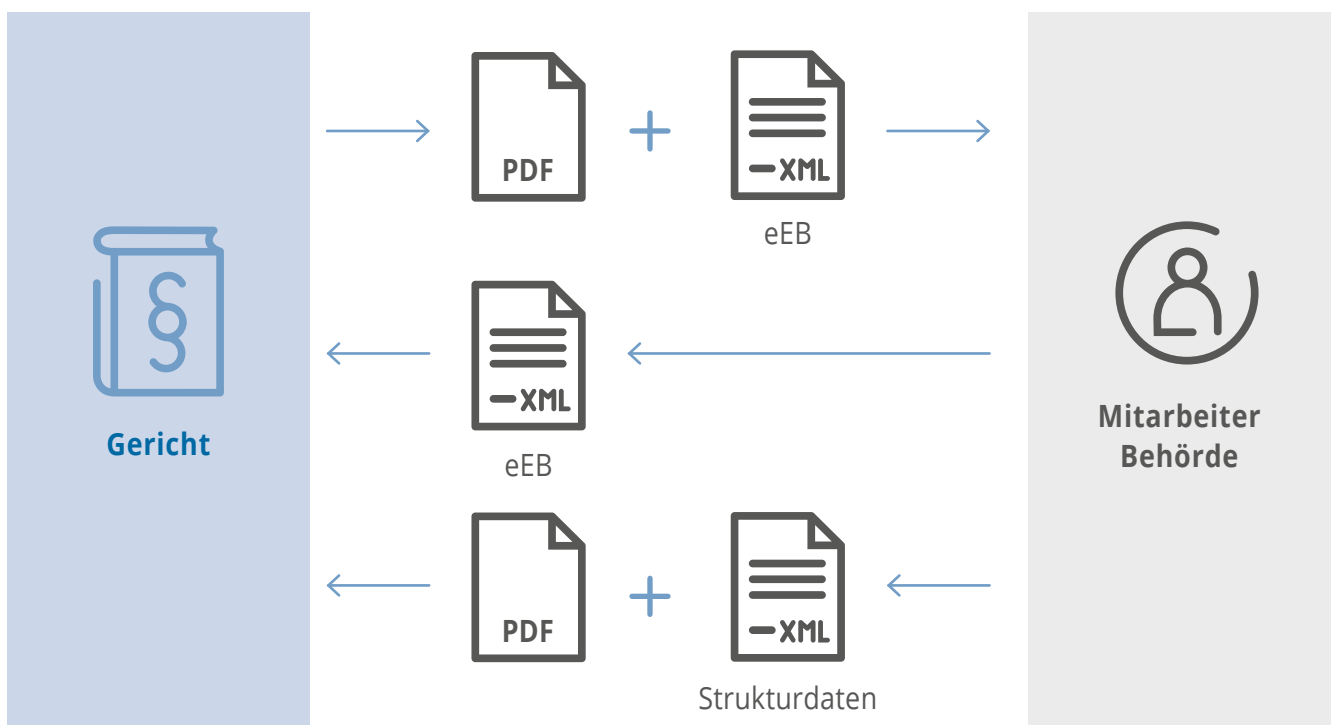 PDF
XML
eEB
§
Gericht
XML
eEB
Mitarbeiter
Behörde
PDF
XML
Strukturdaten